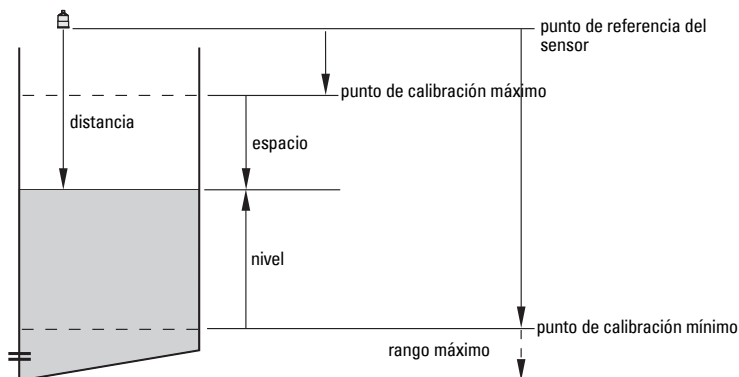 punto de referencia del
sensor
punto de calibración máximo
distancia
espacio
nivel
punto de calibración mínimo
rango máximo